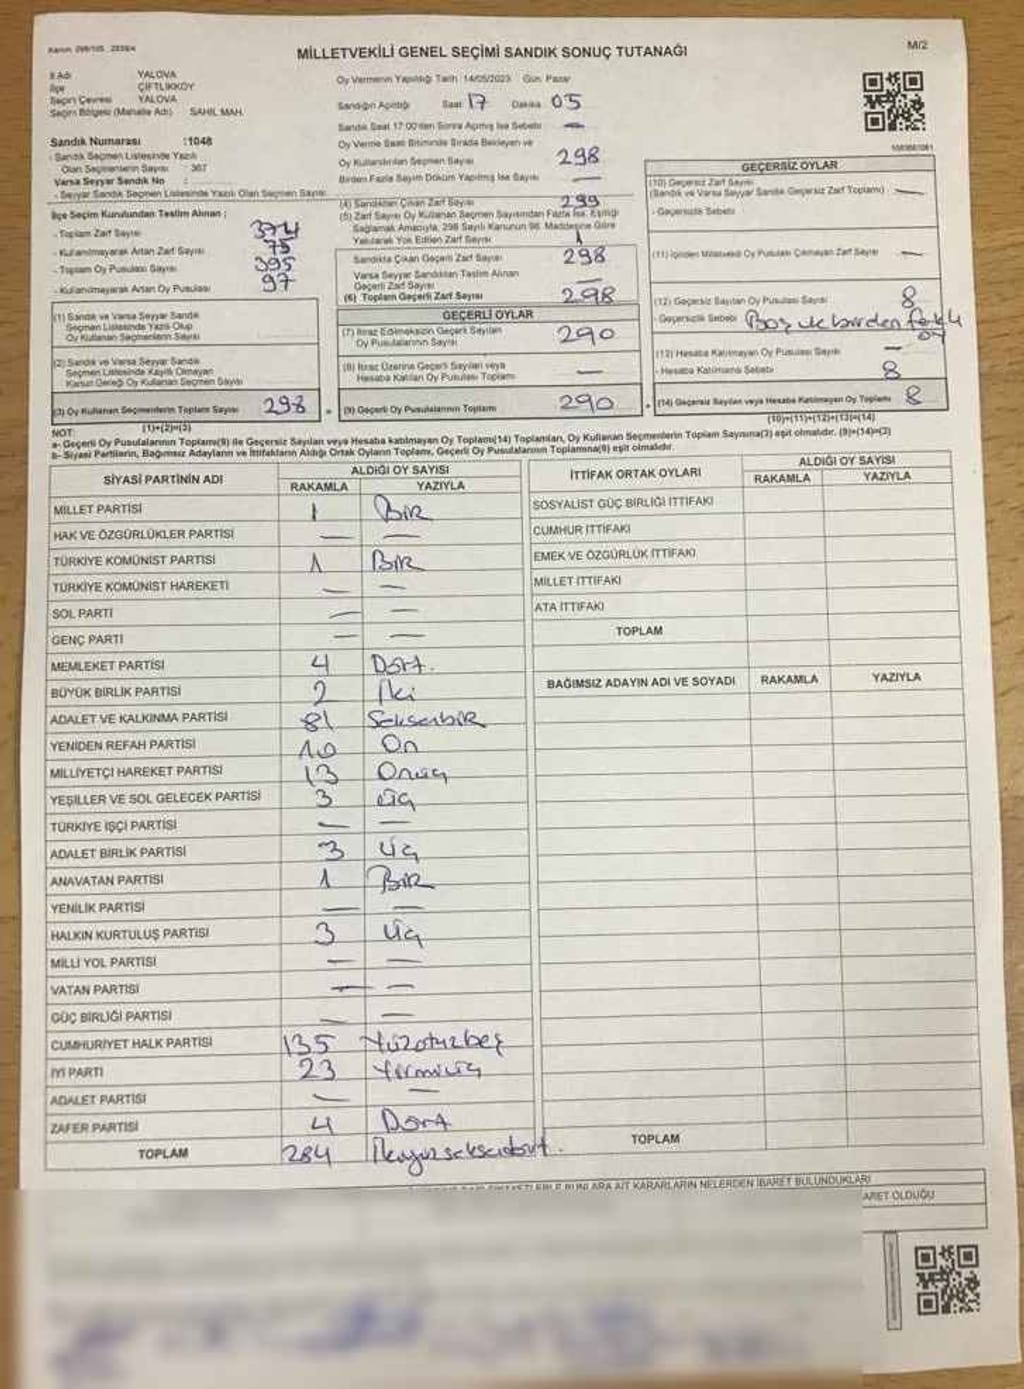 Kanun: 298/105 , 2839/4
M/2
MİLLETVEKİLİ GENEL SEÇİMİ SANDIK SONUÇ TUTANAĞI
İl Adı YALOVA
İlçe ÇİFTLİKKÖY
Seçim Çevresi YALOVA
Seçim Bölgesi (Mahalle Adı) SAHİL MAH.
Oy Vermenin Yapıldığı Tarih 14/05/2023 Gün Pazar
Sandığın Açıldığı Saat 17 Dakika 05
Sandık Saat 17:00'den Sonra Açılmış İse Sebebi —
Sandık Numarası :1048
- Sandık Seçmen Listesinde Yazılı
Olan Seçmenlerin Sayısı : 367
Varsa Seyyar Sandık No :
- Seyyar Sandık Seçmen Listesinde Yazılı Olan Seçmen Sayısı
Oy Verme Saati Bitiminde Sırada Bekleyen ve
Oy Kullandırılan Seçmen Sayısı 298
Birden Fazla Sayım Döküm Yapılmış İse Sayısı —
İlçe Seçim Kurulundan Teslim Alınan ;
- Toplam Zarf Sayısı 374
- Kullanılmayarak Artan Zarf Sayısı 75
- Toplam Oy Pusulası Sayısı 395
- Kullanılmayarak Artan Oy Pusulası 97
(1) Sandık ve Varsa Seyyar Sandık
Seçmen Listesinde Yazılı Olup
Oy Kullanan Seçmenlerin Sayısı
(2) Sandık ve Varsa Seyyar Sandık
Seçmen Listesinde Kayıtlı Olmayan
Kanun Gereği Oy Kullanan Seçmen Sayısı
(3) Oy Kullanan Seçmenlerin Toplam Sayısı 298
(1)+(2)=(3)
(4) Sandıktan Çıkan Zarf Sayısı 299
(5) Zarf Sayısı Oy Kullanan Seçmen Sayısından Fazla İse, Eşitliği
Sağlamak Amacıyla, 298 Sayılı Kanunun 98. Maddesine Göre
Yakılarak Yok Edilen Zarf Sayısı 1
Sandıkta Çıkan Geçerli Zarf Sayısı 298
Varsa Seyyar Sandıktan Teslim Alınan
Geçerli Zarf Sayısı —
(6) Toplam Geçerli Zarf Sayısı 298
GEÇERLİ OYLAR
(7) İtiraz Edilmeksizin Geçerli Sayılan
Oy Pusulalarının Sayısı 290
(8) İtiraz Üzerine Geçerli Sayılan veya
Hesaba Katılan Oy Pusulası Toplamı —
= (9) Geçerli Oy Pusulalarının Toplamı 290
GEÇERSİZ OYLAR
(10) Geçersiz Zarf Sayısı
(Sandık ve Varsa Seyyar Sandık Geçersiz Zarf Toplamı) —
- Geçersizlik Sebebi
(11) İçinden Milletvekili Oy Pusulası Çıkmayan Zarf Sayısı —
(12) Geçersiz Sayılan Oy Pusulası Sayısı 8
- Geçersizlik Sebebi
(13) Hesaba Katılmayan Oy Pusula Sayısı —
- Hesaba Katılmama Sebebi 8
+ (14) Geçersiz Sayılan veya Hesaba Katılmayan Oy Toplamı 8
(10)+(11)+(12)+(13)=(14)
NOT:
a- Geçerli Oy Pusulalarının Toplamı(9) ile Geçersiz Sayılan veya Hesaba katılmayan Oy Toplamı(14) Toplamları, Oy Kullanan Seçmenlerin Toplam Sayısına(3) eşit olmalıdır. (9)+(14)=(3)
b- Siyasi Partilerin, Bağımsız Adayların ve İttifakların Aldığı Ortak Oyların Toplamı, Geçerli Oy Pusulalarının Toplamına(9) eşit olmalıdır.
SİYASİ PARTİNİN ADI ALDIĞI OY SAYISI
RAKAMLA YAZIYLA
MİLLET PARTİSİ 1 Bir
HAK VE ÖZGÜRLÜKLER PARTİSİ — —
TÜRKİYE KOMÜNİST PARTİSİ 1 Bir
TÜRKİYE KOMÜNİST HAREKETİ — —
SOL PARTİ — —
GENÇ PARTİ — —
MEMLEKET PARTİSİ 4 Dört.
BÜYÜK BİRLİK PARTİSİ 2 İki
ADALET VE KALKINMA PARTİSİ 81 Seksenbir
YENİDEN REFAH PARTİSİ 10 On
MİLLİYETÇİ HAREKET PARTİSİ 13 Onüç
YEŞİLLER VE SOL GELECEK PARTİSİ 3 üç
TÜRKİYE İŞÇİ PARTİSİ — —
ADALET BİRLİK PARTİSİ 3 üç
ANAVATAN PARTİSİ 1 Bir
YENİLİK PARTİSİ — —
HALKIN KURTULUŞ PARTİSİ 3 üç
MİLLİ YOL PARTİSİ — —
VATAN PARTİSİ — —
GÜÇ BİRLİĞİ PARTİSİ — —
CUMHURİYET HALK PARTİSİ 135 Yüzotuzbeş
İYİ PARTİ 23 Yirmiüç
ADALET PARTİSİ — —
ZAFER PARTİSİ 4 Dört
TOPLAM 284 İkiyüzseksendört.
İTTİFAK ORTAK OYLARI ALDIĞI OY SAYISI
RAKAMLA YAZIYLA
SOSYALİST GÜÇ BİRLİĞİ İTTİFAKI
CUMHUR İTTİFAKI
EMEK VE ÖZGÜRLÜK İTTİFAKI
MİLLET İTTİFAKI
ATA İTTİFAKI
TOPLAM
BAĞIMSIZ ADAYIN ADI VE SOYADI RAKAMLA YAZIYLA
TOPLAM
BUNLARA AİT KARARLARIN NELERDEN İBARET BULUNDUKLARI
OLDUĞU